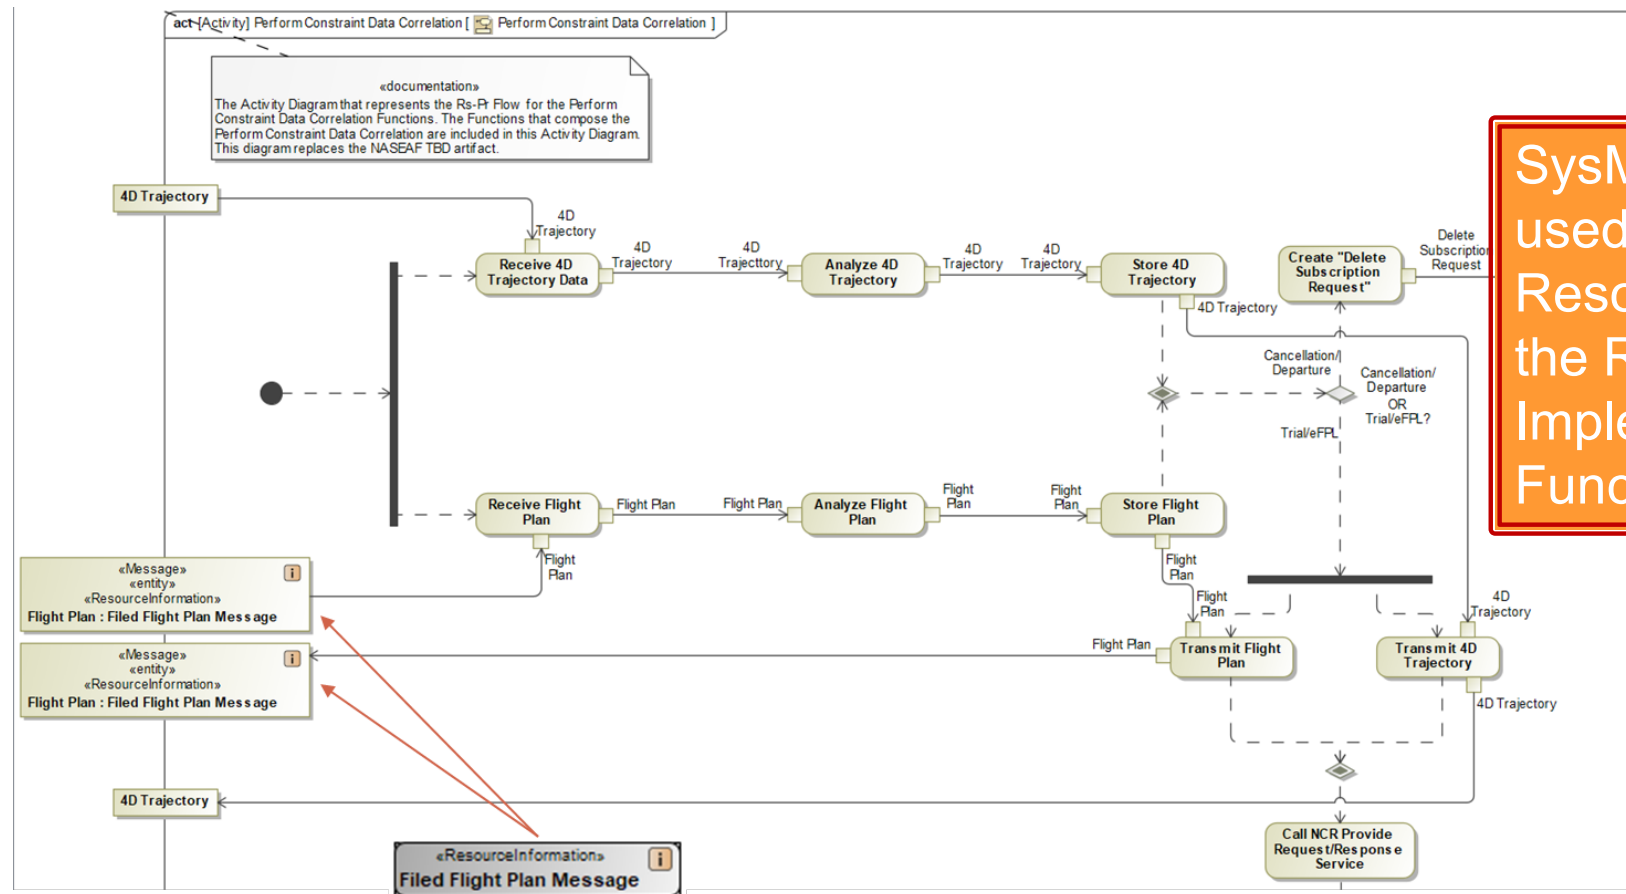 act [Activity] Perform Constraint Data Correlation [ Perform Constraint Data Correlation ]
«documentation»
The Activity Diagram that represents the Rs-Pr Flow for the Perform
Constraint Data Correlation Functions. The Functions that compose the
Perform Constraint Data Correlation are included in this Activity Diagram.
This diagram replaces the NASEAF TBD artifact.
4D Trajectory
4D
Trajectory
Receive 4D
Trajectory Data
4D
Trajectory
4D
Trajecttory
Analyze 4D
Trajectory
4D
Trajectory
4D
Trajectory
Store 4D
Trajectory
4D Trajectory
Create "Delete
Subscription
Request"
Delete
Subscription
Request
used
the
Cancellation/
Departure
Cancellation/
Departure
OR
Trial/eFPL?
Trial/eFPL
Receive Flight
Plan
Flight Plan
Flight Plan
Analyze Flight
Plan
Flight
Plan
Flight
Plan
Store Flight
Plan
Flight
Plan
«Message»
«entity»
«ResourceInformation»
Flight Plan : Filed Flight Plan Message
Flight
Plan
Flight
Plan
4D
Trajectory
«Message»
«entity»
«ResourceInformation»
Flight Plan : Filed Flight Plan Message
Flight Plan
Transmit Flight
Plan
Transmit 4D
Trajectory
4D Trajectory
4D Trajectory
Call NCR Provide
Request/Response
Service
«ResourceInformation»
Filed Flight Plan Message